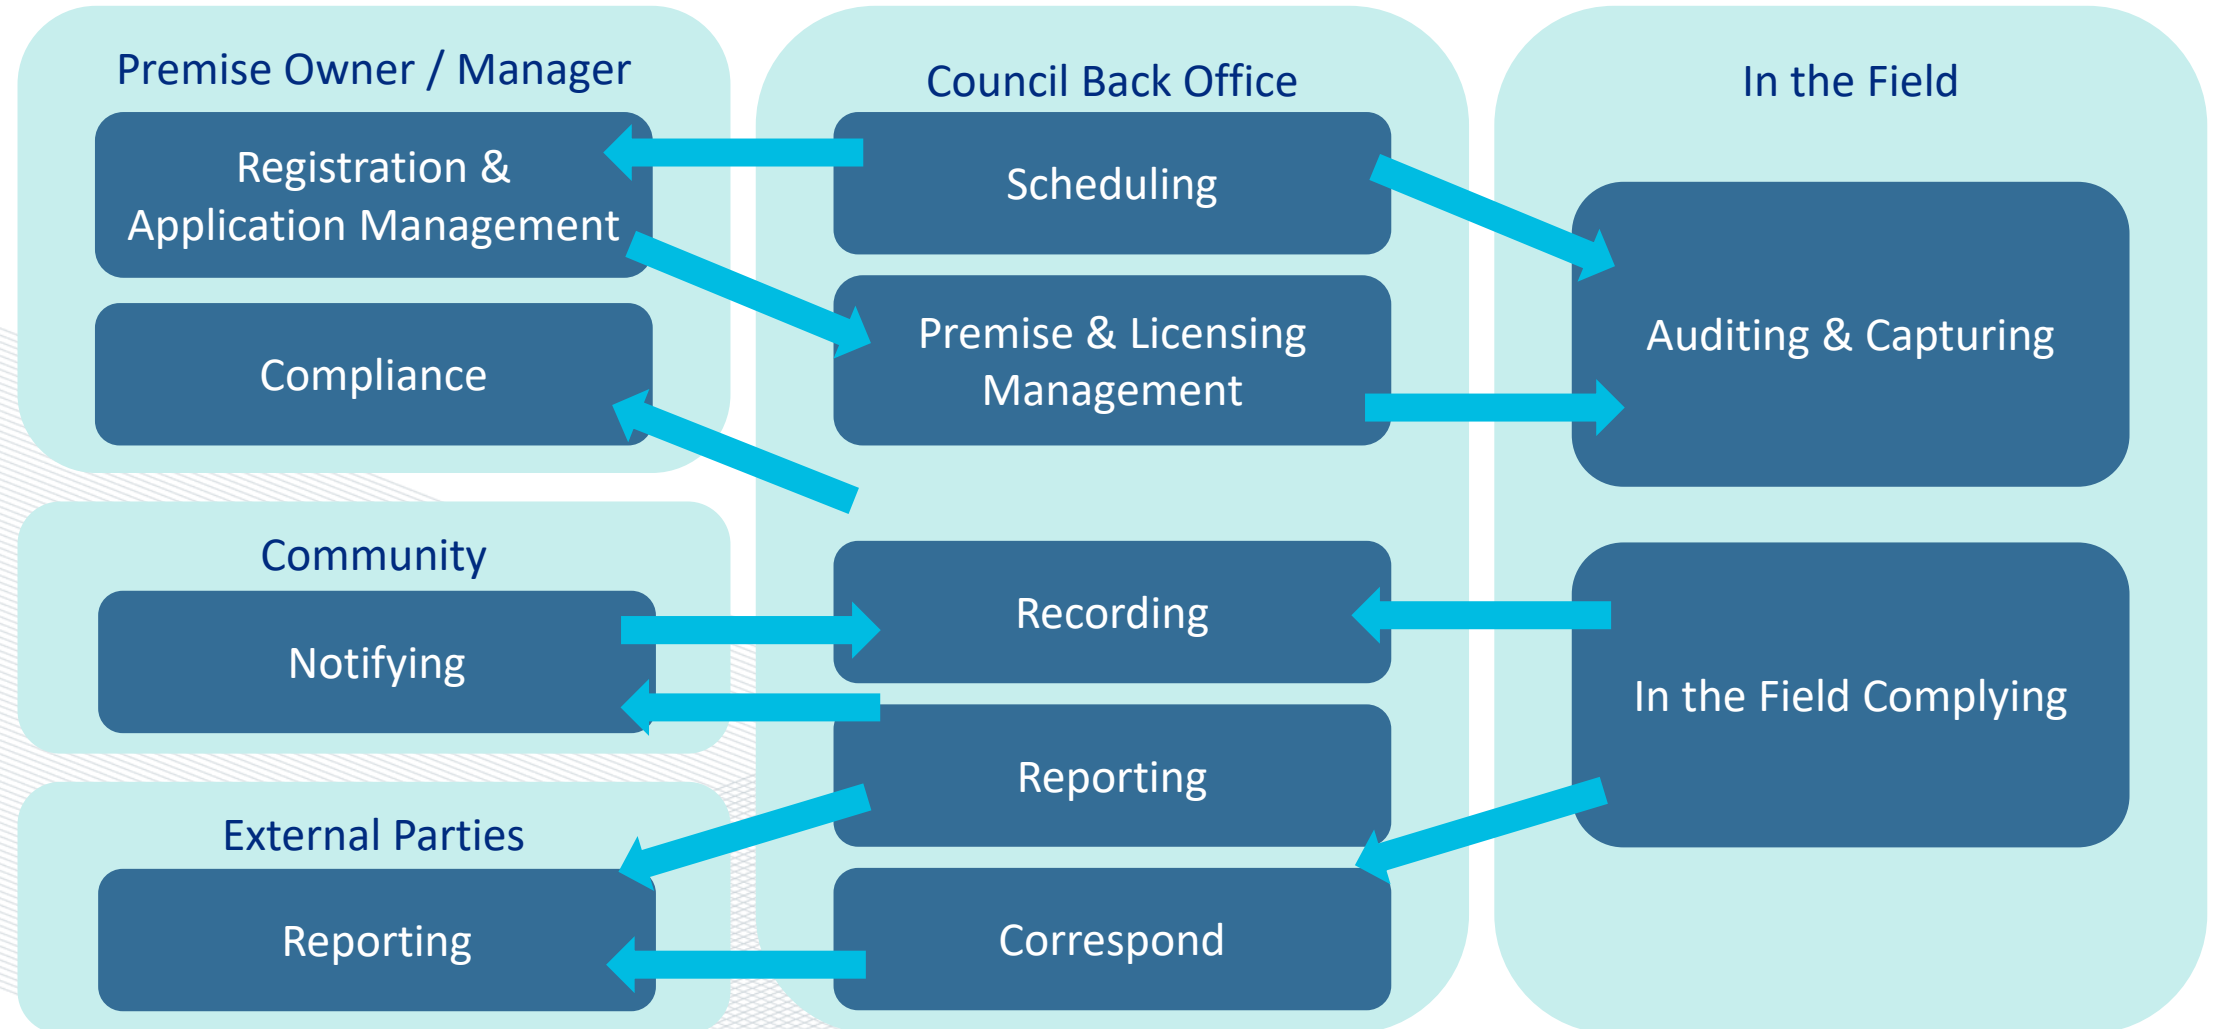 Premise Owner / Manager
Registration &
Application Management
Compliance
Community
Notifying
External Parties
Reporting
Council Back Office
Scheduling
Premise & Licensing
Management
Recording
Reporting
Correspond
In the Field
Auditing & Capturing
In the Field Complying